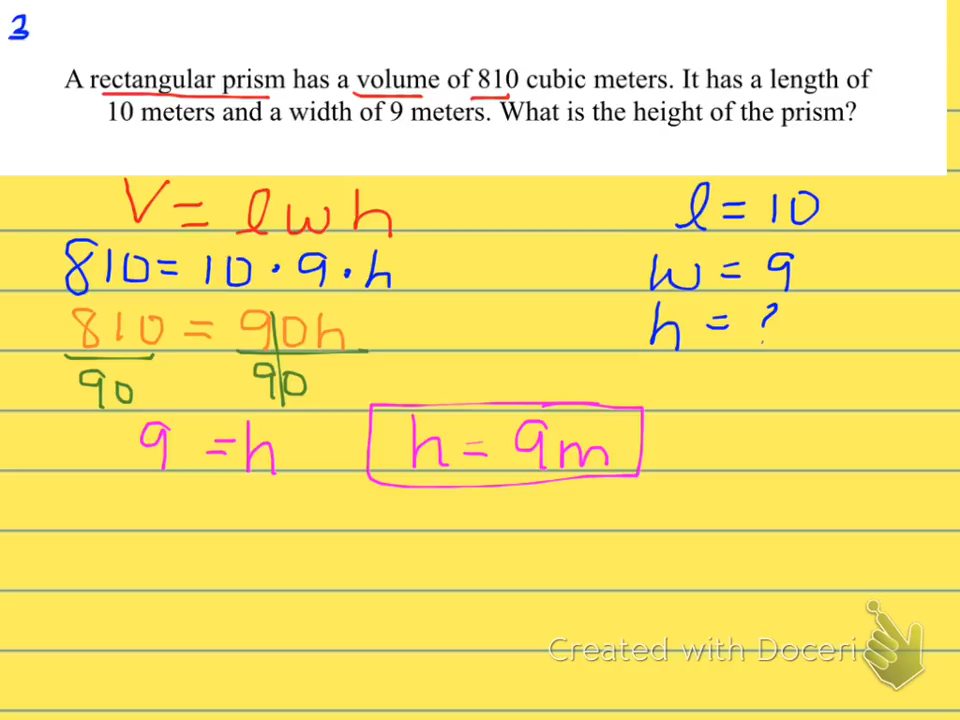 3
A rectangular prism has a volume of 810 cubic meters. It has a length of
10 meters and a width of 9 meters. What is the height of the prism?
V = l w h
l = 10
810 = 10 · 9 · h
w = 9
810 = 90h
h = ?
90 90
9 = h
h = 9m
Created with Doceri